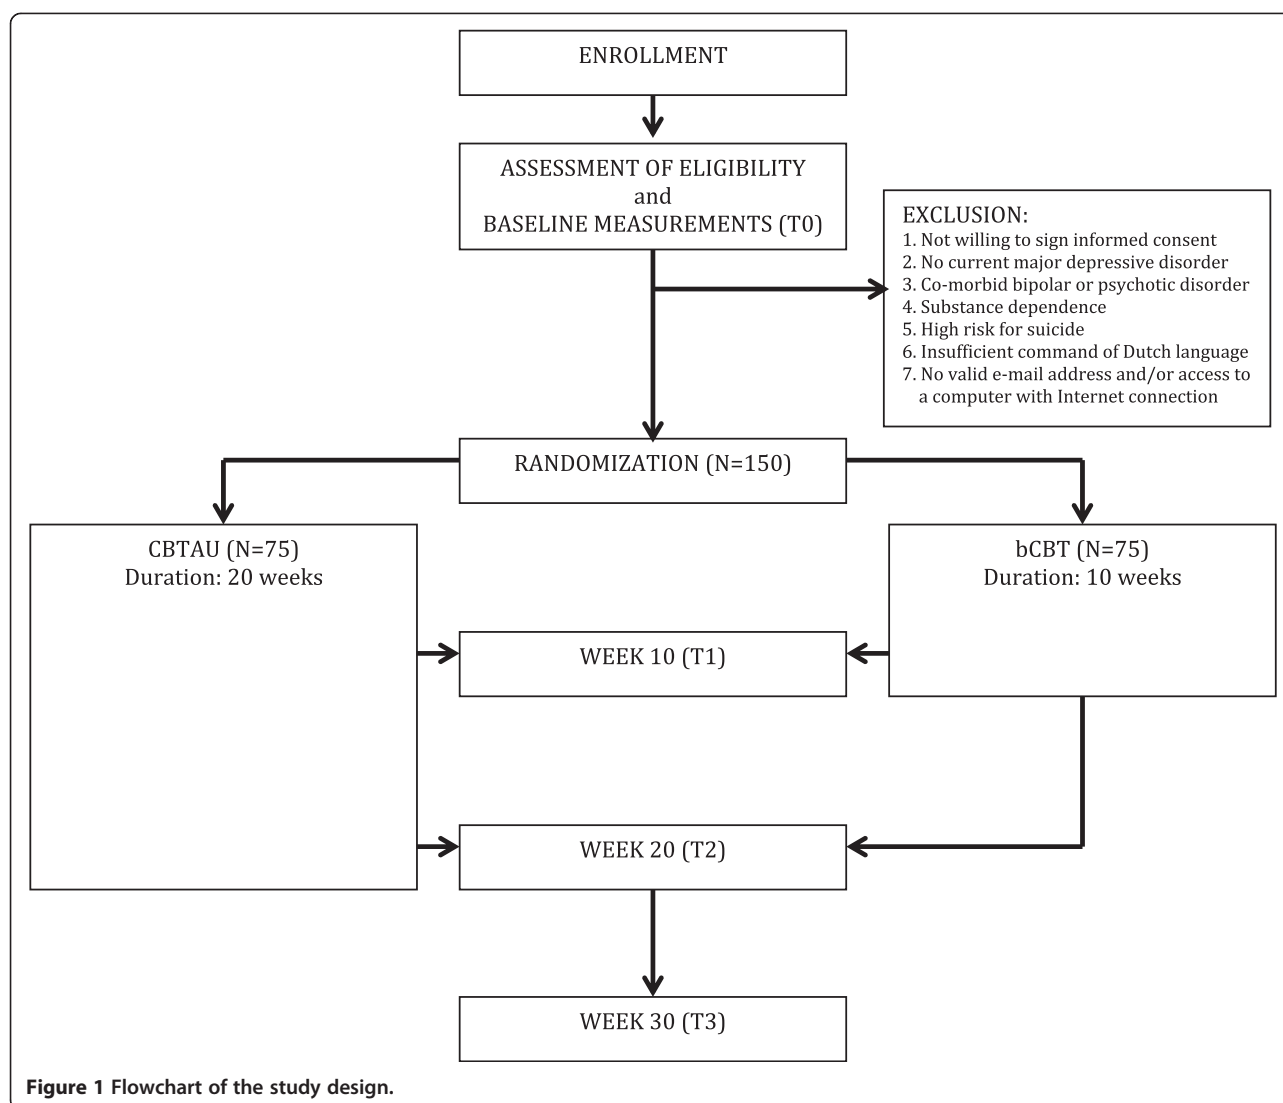 ENROLLMENT
ASSESSMENT OF ELIGIBILITY
and
BASELINE MEASUREMENTS (T0)
EXCLUSION:
1. Not willing to sign informed consent
2. No current major depressive disorder
3. Co-morbid bipolar or psychotic disorder
4. Substance dependence
5. High risk for suicide
6. Insufficient command of Dutch language
7. No valid e-mail address and/or access to
a computer with Internet connection
RANDOMIZATION (N=150)
CBTAU (N=75)
Duration: 20 weeks
bCBT (N=75)
Duration: 10 weeks
WEEK 10 (T1)
WEEK 20 (T2)
WEEK 30 (T3)
Figure 1 Flowchart of the study design.